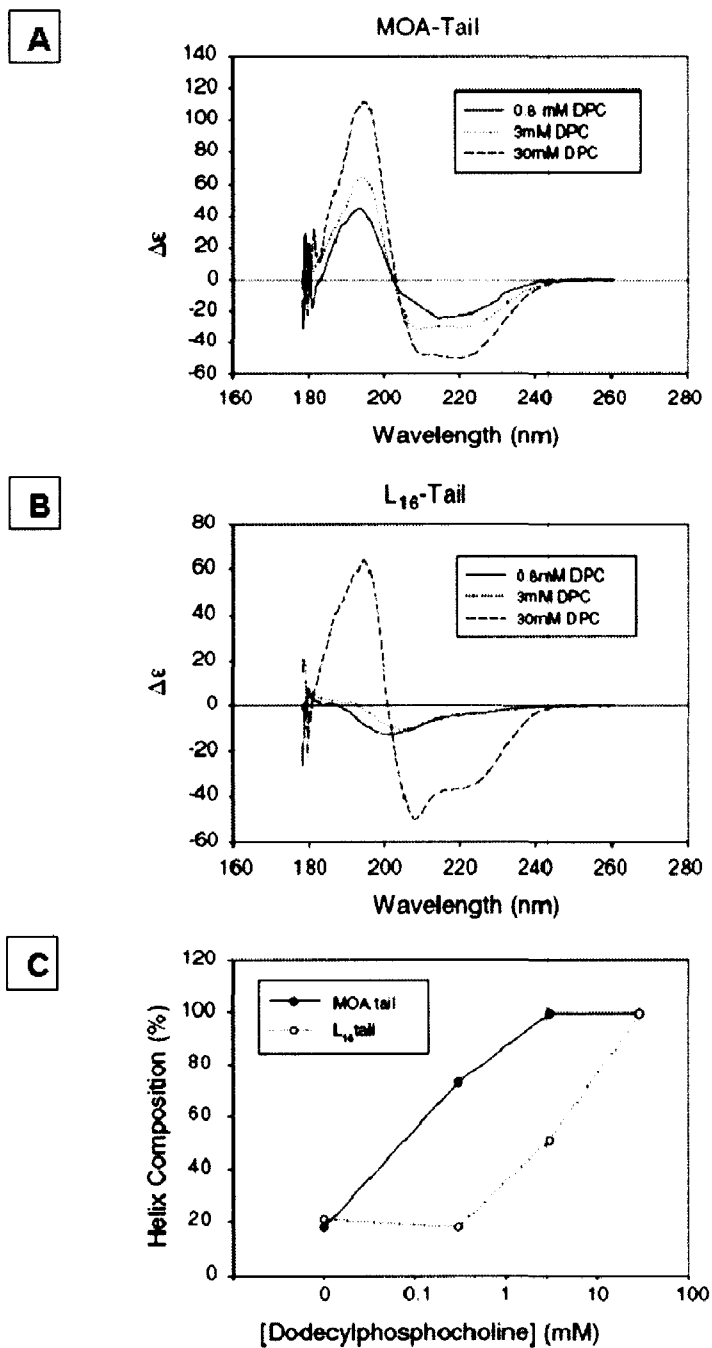 A
MOA-Tail
140
120
100
80
60
40
20
0
-20
-40
-60
Δε
0.8 mM DPC
3mM DPC
30mM DPC
160 180 200 220 240 260 280
Wavelength (nm)
B
L16-Tail
80
60
40
20
0
-20
-40
-60
Δε
0.8mM DPC
3mM DPC
30mM DPC
160 180 200 220 240 260 280
Wavelength (nm)
C
120
100
80
60
40
20
0
Helix Composition (%)
MOA tail
L16 tail
0 0.1 1 10 100
[Dodecylphosphocholine] (mM)